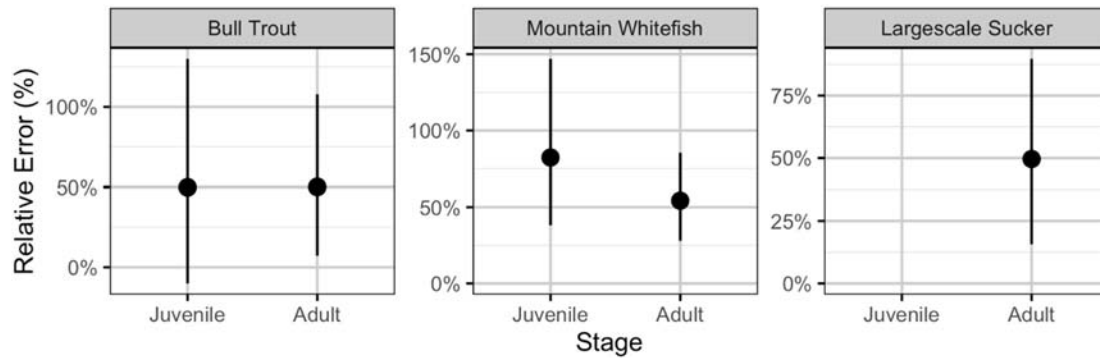 Bull Trout
Mountain Whitefish
Largescale Sucker
Relative Error (%)
100%
50%
0%
150%
100%
50%
0%
75%
50%
25%
0%
Juvenile Adult
Juvenile Adult
Juvenile Adult
Stage